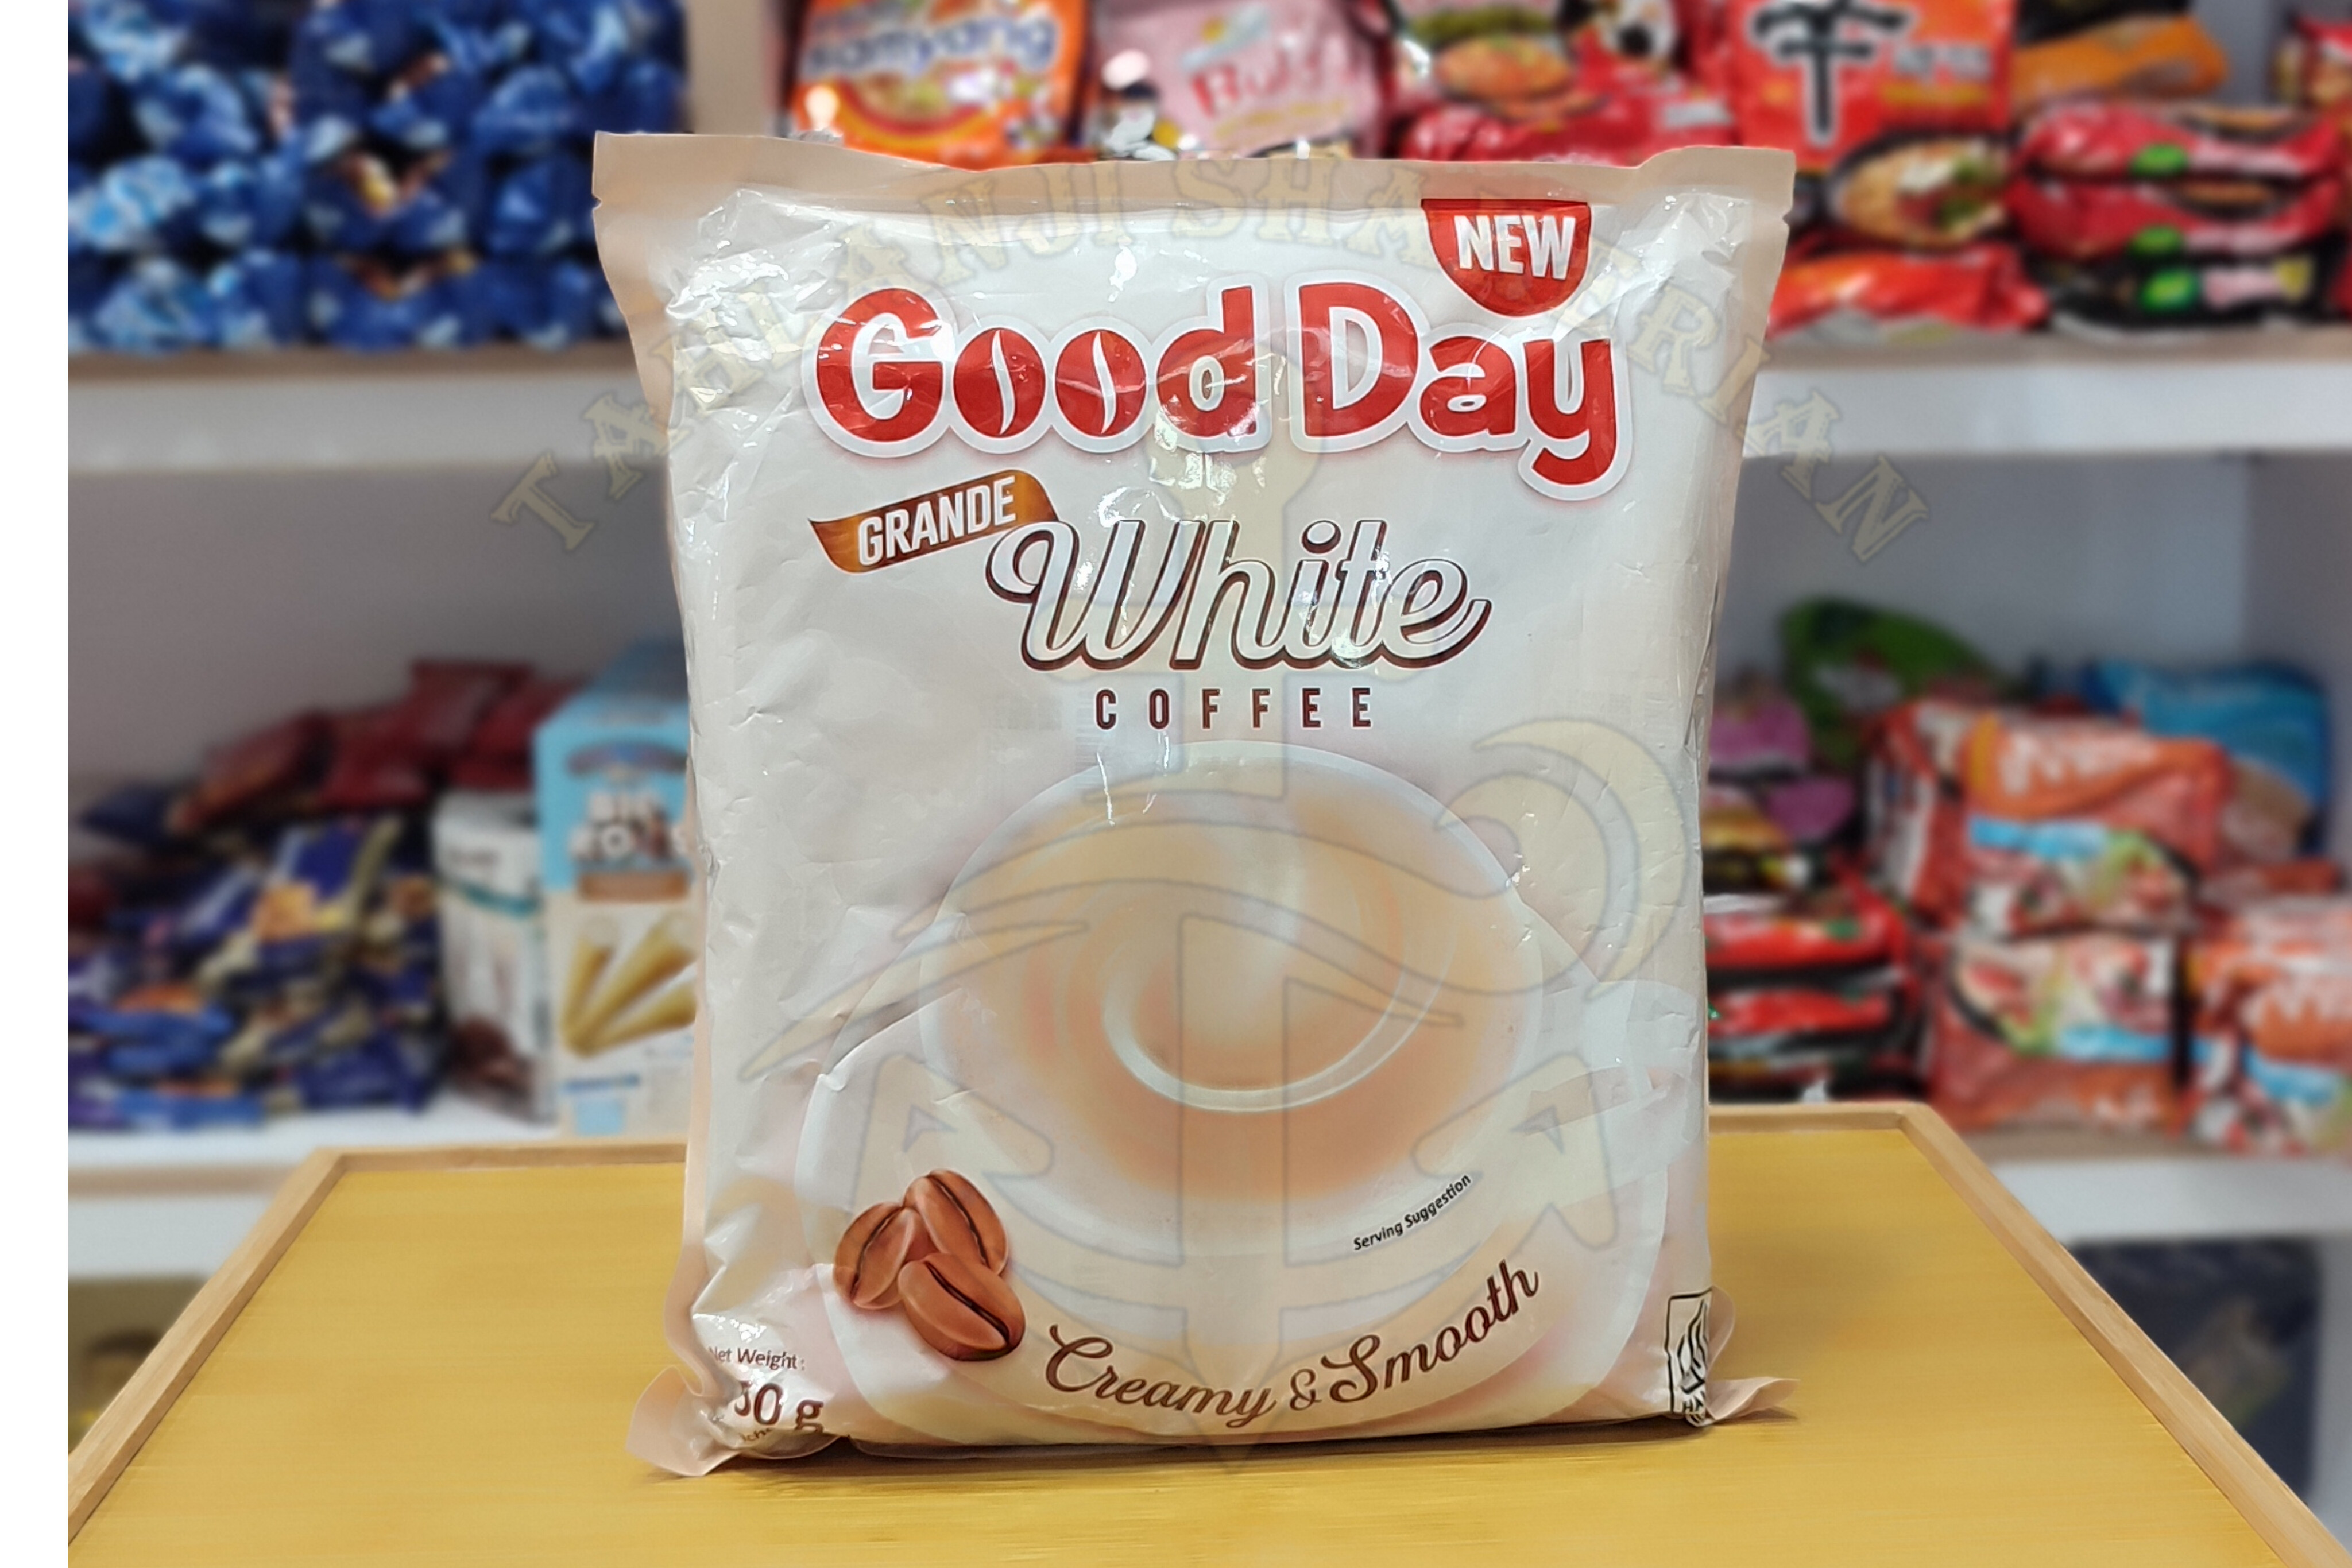 NEW
Good Day
GRANDE
White
COFFEE
Serving Suggestion
Creamy & Smooth
Net Weight:
g